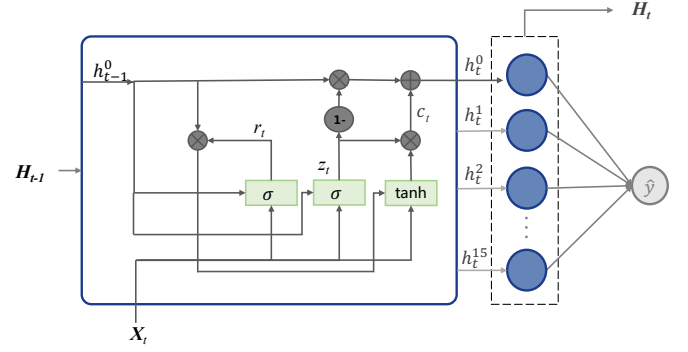 H_t
h_{t-1}^0
h_t^0
1-
c_t
r_t
h_t^1
H_{t-1}
z_t
h_t^2
σ
σ
tanh
ŷ
h_t^{15}
X_t